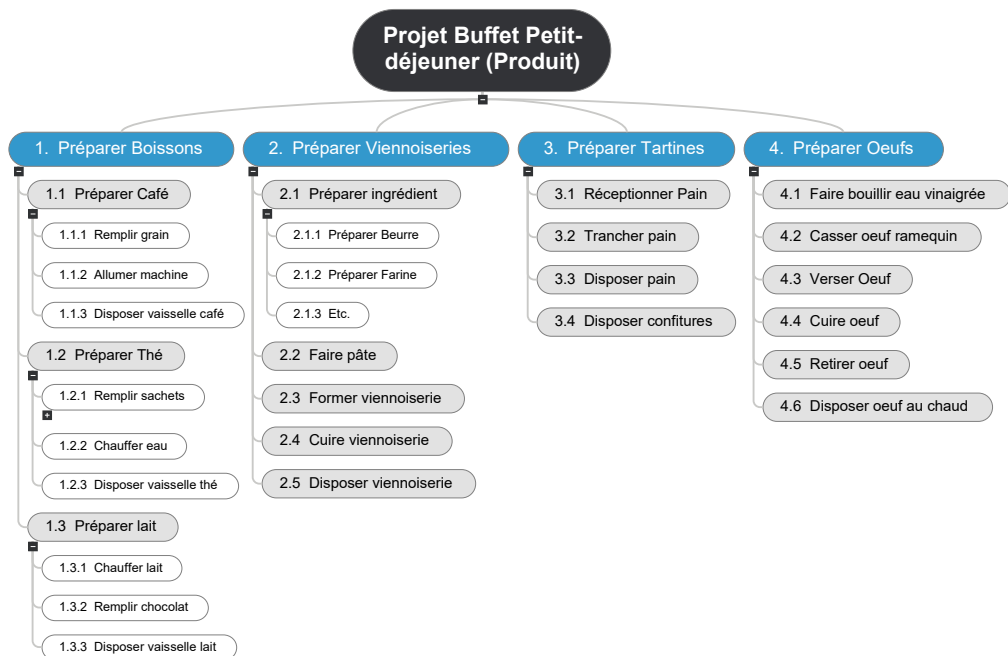 Projet Buffet Petit-
déjeuner (Produit)
1. Préparer Boissons
1.1 Préparer Café
1.1.1 Remplir grain
1.1.2 Allumer machine
1.1.3 Disposer vaisselle café
1.2 Préparer Thé
1.2.1 Remplir sachets
1.2.2 Chauffer eau
1.2.3 Disposer vaisselle thé
1.3 Préparer lait
1.3.1 Chauffer lait
1.3.2 Remplir chocolat
1.3.3 Disposer vaisselle lait
2. Préparer Viennoiseries
2.1 Préparer ingrédient
2.1.1 Préparer Beurre
2.1.2 Préparer Farine
2.1.3 Etc.
2.2 Faire pâte
2.3 Former viennoiserie
2.4 Cuire viennoiserie
2.5 Disposer viennoiserie
3. Préparer Tartines
3.1 Réceptionner Pain
3.2 Trancher pain
3.3 Disposer pain
3.4 Disposer confitures
4. Préparer Oeufs
4.1 Faire bouillir eau vinaigrée
4.2 Casser oeuf ramequin
4.3 Verser Oeuf
4.4 Cuire oeuf
4.5 Retirer oeuf
4.6 Disposer oeuf au chaud